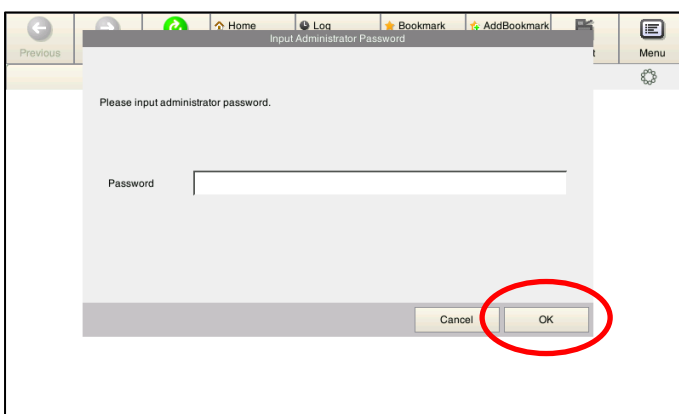 Home Log Bookmark AddBookmark
Input Administrator Password
Previous Menu
Please input administrator password.
Password
Cancel OK